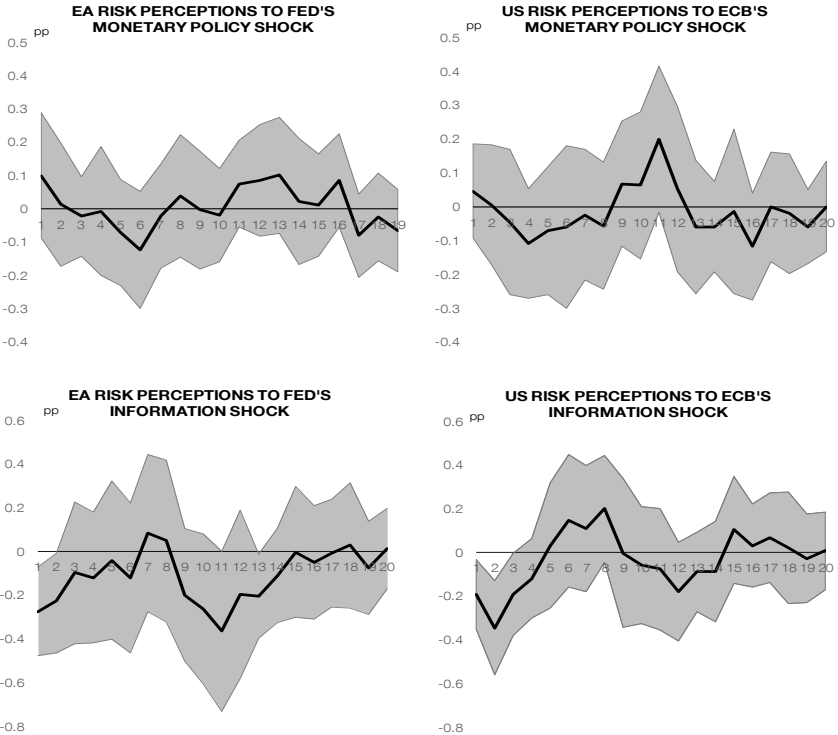 EA RISK PERCEPTIONS TO FED'S
MONETARY POLICY SHOCK
pp
0.5
0.4
0.3
0.2
0.1
0
-0.1
-0.2
-0.3
-0.4
1 2 3 4 5 6 7 8 9 10 11 12 13 14 15 16 17 18 19
US RISK PERCEPTIONS TO ECB'S
MONETARY POLICY SHOCK
pp
0.5
0.4
0.3
0.2
0.1
0
-0.1
-0.2
-0.3
-0.4
1 2 3 4 5 6 7 8 9 10 11 12 13 14 15 16 17 18 19 20
EA RISK PERCEPTIONS TO FED'S
INFORMATION SHOCK
pp
0.6
0.4
0.2
0
-0.2
-0.4
-0.6
-0.8
1 2 3 4 5 6 7 8 9 10 11 12 13 14 15 16 17 18 19 20
US RISK PERCEPTIONS TO ECB'S
INFORMATION SHOCK
pp
0.6
0.4
0.2
0
-0.2
-0.4
-0.6
-0.8
1 2 3 4 5 6 7 8 9 10 11 12 13 14 15 16 17 18 19 20